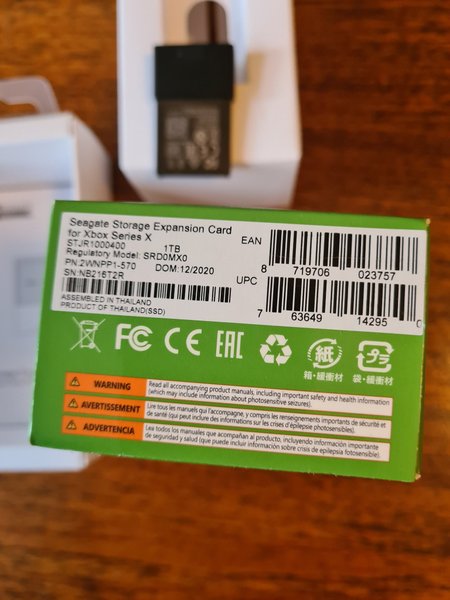 Seagate Storage Expansion Card
for Xbox Series X
STJR1000400 1TB
Regulatory Model: SRD0MX0
PN:2WNPP1-570 DOM:12/2020
SN:NB216T2R
ASSEMBLED IN THAILAND
PRODUCT OF THAILAND(SSD)
EAN
8 719706 023757
UPC
7 63649 14295 0
FC CE EAC
紙 プラ
箱・緩衝材 袋・緩衝材
WARNING Read all accompanying product manuals, including important safety and health information
(which may include information about photosensitive seizures).
AVERTISSEMENT Lire tous les manuels qui l'accompagne, y compris les renseignements importants de sécurité et
de santé (qui peuvent inclure des informations sur les crises d'épilepsie photosensibles).
ADVERTENCIA Lea todos los manuales que acompañan al producto, incluyendo información importante
de seguridad y salud (que puede incluir información sobre crisis de epilepsia fotosensible).